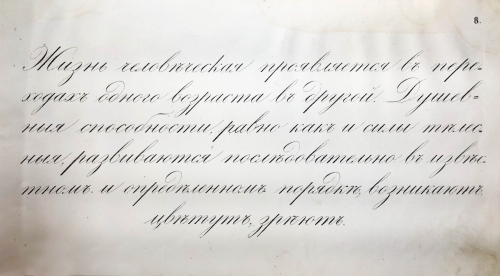 8.
Жизнь человѣческая проявляется въ пере-
ходахъ одного возраста въ другой. Душев-
ныя способности, равно какъ и силы тѣлес-
ныя, развиваются послѣдовательно въ извѣс-
тномъ и опредѣленномъ порядкѣ, возникаютъ,
цвѣтутъ, зрѣютъ.